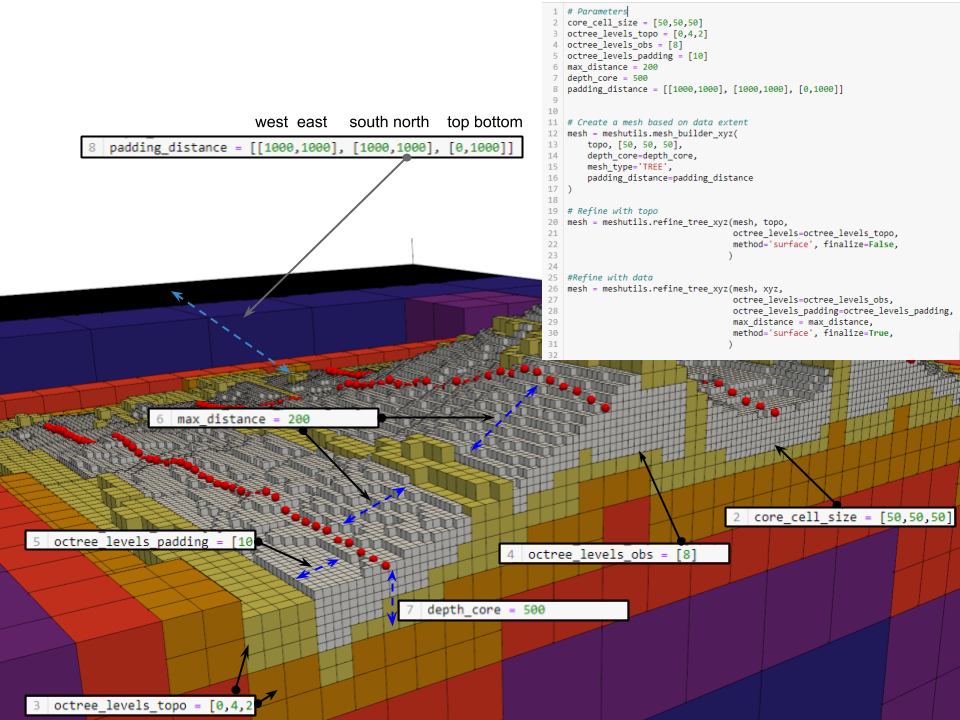 1 # Parameters
2 core_cell_size = [50,50,50]
3 octree_levels_topo = [0,4,2]
4 octree_levels_obs = [8]
5 octree_levels_padding = [10]
6 max_distance = 200
7 depth_core = 500
8 padding_distance = [[1000,1000], [1000,1000], [0,1000]]
9
10
11 # Create a mesh based on data extent
12 mesh = meshutils.mesh_builder_xyz(
13 topo, [50, 50, 50],
14 depth_core=depth_core,
15 mesh_type='TREE',
16 padding_distance=padding_distance
17 )
18
19 # Refine with topo
20 mesh = meshutils.refine_tree_xyz(mesh, topo,
21 octree_levels=octree_levels_topo,
22 method='surface', finalize=False,
23 )
24
25 #Refine with data
26 mesh = meshutils.refine_tree_xyz(mesh, xyz,
27 octree_levels=octree_levels_obs,
28 octree_levels_padding=octree_levels_padding,
29 max_distance = max_distance,
30 method='surface', finalize=True,
31 )
32
west east south north top bottom
8 padding_distance = [[1000,1000], [1000,1000], [0,1000]]
6 max_distance = 200
2 core_cell_size = [50,50,50]
5 octree_levels_padding = [10
4 octree_levels_obs = [8]
7 depth_core = 500
3 octree_levels_topo = [0,4,2